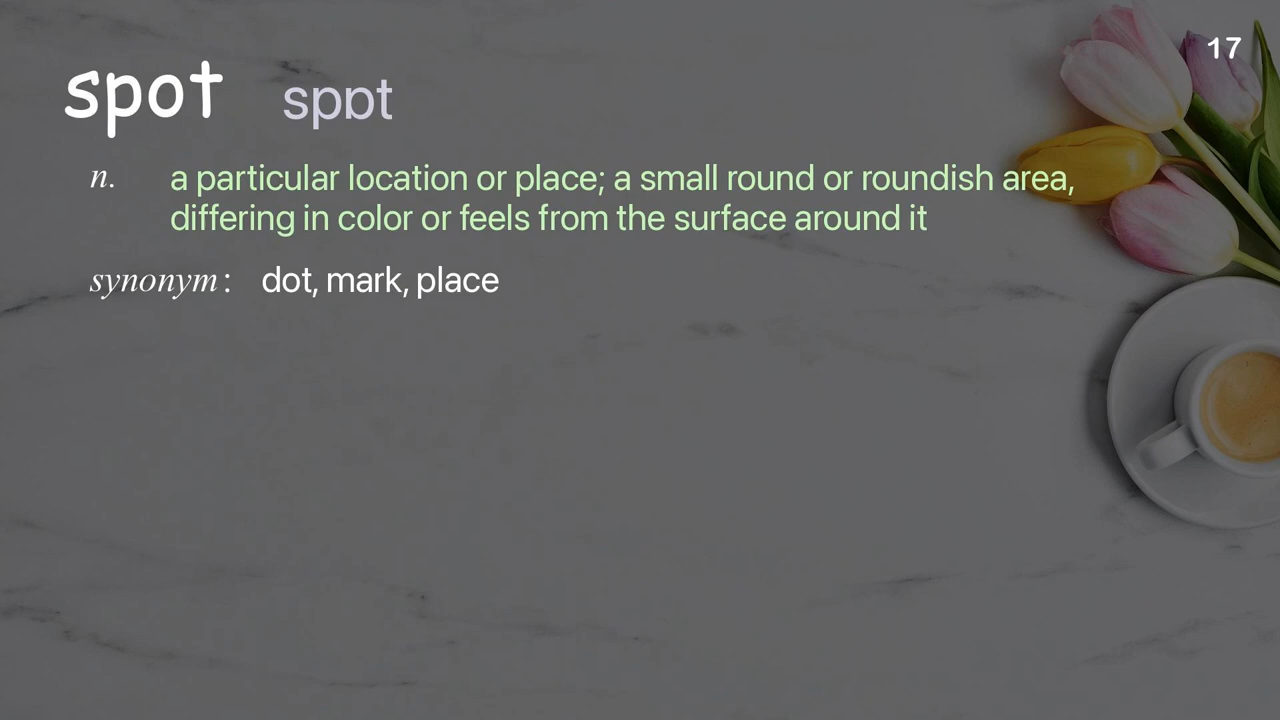 17
spot spɒt
n. a particular location or place; a small round or roundish area,
differing in color or feels from the surface around it
synonym: dot, mark, place